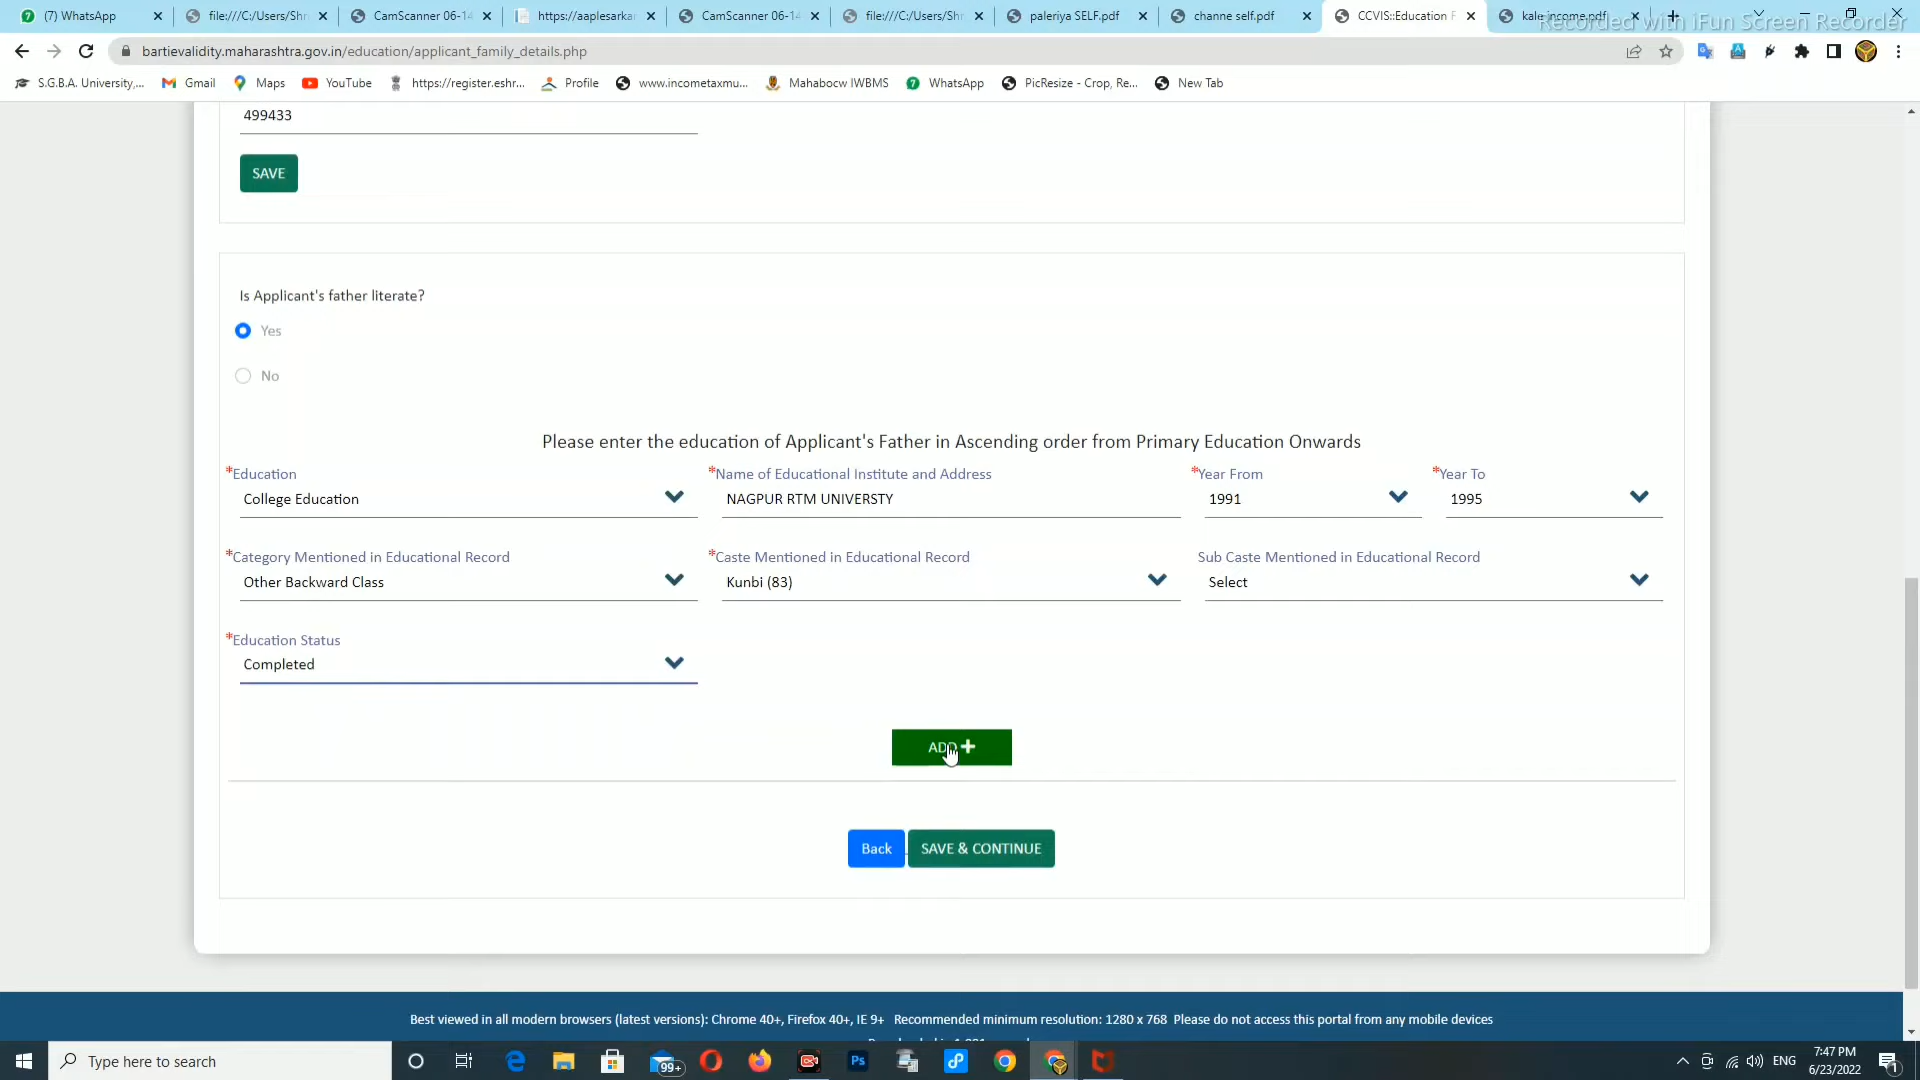 (7) WhatsApp
file:///C:/Users/Shr
CamScanner 06-14
https://aaplesarkar
CamScanner 06-14
file:///C:/Users/Shr
paleriya SELF.pdf
channe self.pdf
CCVIS::Education F
kale income.pdf
Recorded with iFun Screen Recorder
bartievalidity.maharashtra.gov.in/education/applicant_family_details.php
S.G.B.A. University,...
Gmail
Maps
YouTube
https://register.eshr...
Profile
www.incometaxmu...
Mahabocw IWBMS
WhatsApp
PicResize - Crop, Re...
New Tab
499433
SAVE
Is Applicant's father literate?
Yes
No
Please enter the education of Applicant's Father in Ascending order from Primary Education Onwards
*Education
*Name of Educational Institute and Address
*Year From
*Year To
College Education
NAGPUR RTM UNIVERSTY
1991
1995
*Category Mentioned in Educational Record
*Caste Mentioned in Educational Record
Sub Caste Mentioned in Educational Record
Other Backward Class
Kunbi (83)
Select
*Education Status
Completed
ADD +
Back
SAVE & CONTINUE
Best viewed in all modern browsers (latest versions): Chrome 40+, Firefox 40+, IE 9+ Recommended minimum resolution: 1280 x 768 Please do not access this portal from any mobile devices
Type here to search
99+
Ps
ENG
7:47 PM
6/23/2022
1